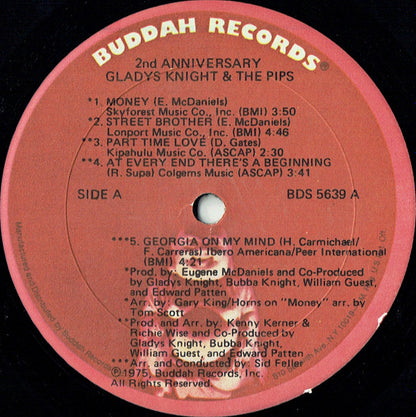 BUDDAH RECORDS®
2nd ANNIVERSARY
GLADYS KNIGHT & THE PIPS
*1. MONEY (E. McDaniels)
Skyforest Music Co., Inc. (BMI) 3:50
*2. STREET BROTHER (E. McDaniels)
Lonport Music Co., Inc. (BMI) 4:46
**3. PART TIME LOVE (D. Gates)
Kipahulu Music Co. (ASCAP) 2:30
**4. AT EVERY END THERE'S A BEGINNING
(R. Supa) Colgems Music (ASCAP) 3:41
SIDE A
BDS 5639 A
***5. GEORGIA ON MY MIND (H. Carmichael/
F. Carreras) Ibero Americana/Peer International
(BMI) 4:21
*Prod. by Eugene McDaniels and Co-Produced
by Gladys Knight, Bubba Knight, William Guest,
and Edward Patten
*Arr. by: Gary King/Horns on "Money" arr. by
Tom Scott
**Prod. and Arr. by: Kenny Kerner &
Richie Wise and Co-Produced by
Gladys Knight, Bubba Knight,
William Guest, and Edward Patten
***Arr. and Conducted by: Sid Feller
℗1975, Buddah Records, Inc.
All Rights Reserved.
Manufactured and Distributed by Buddah Records